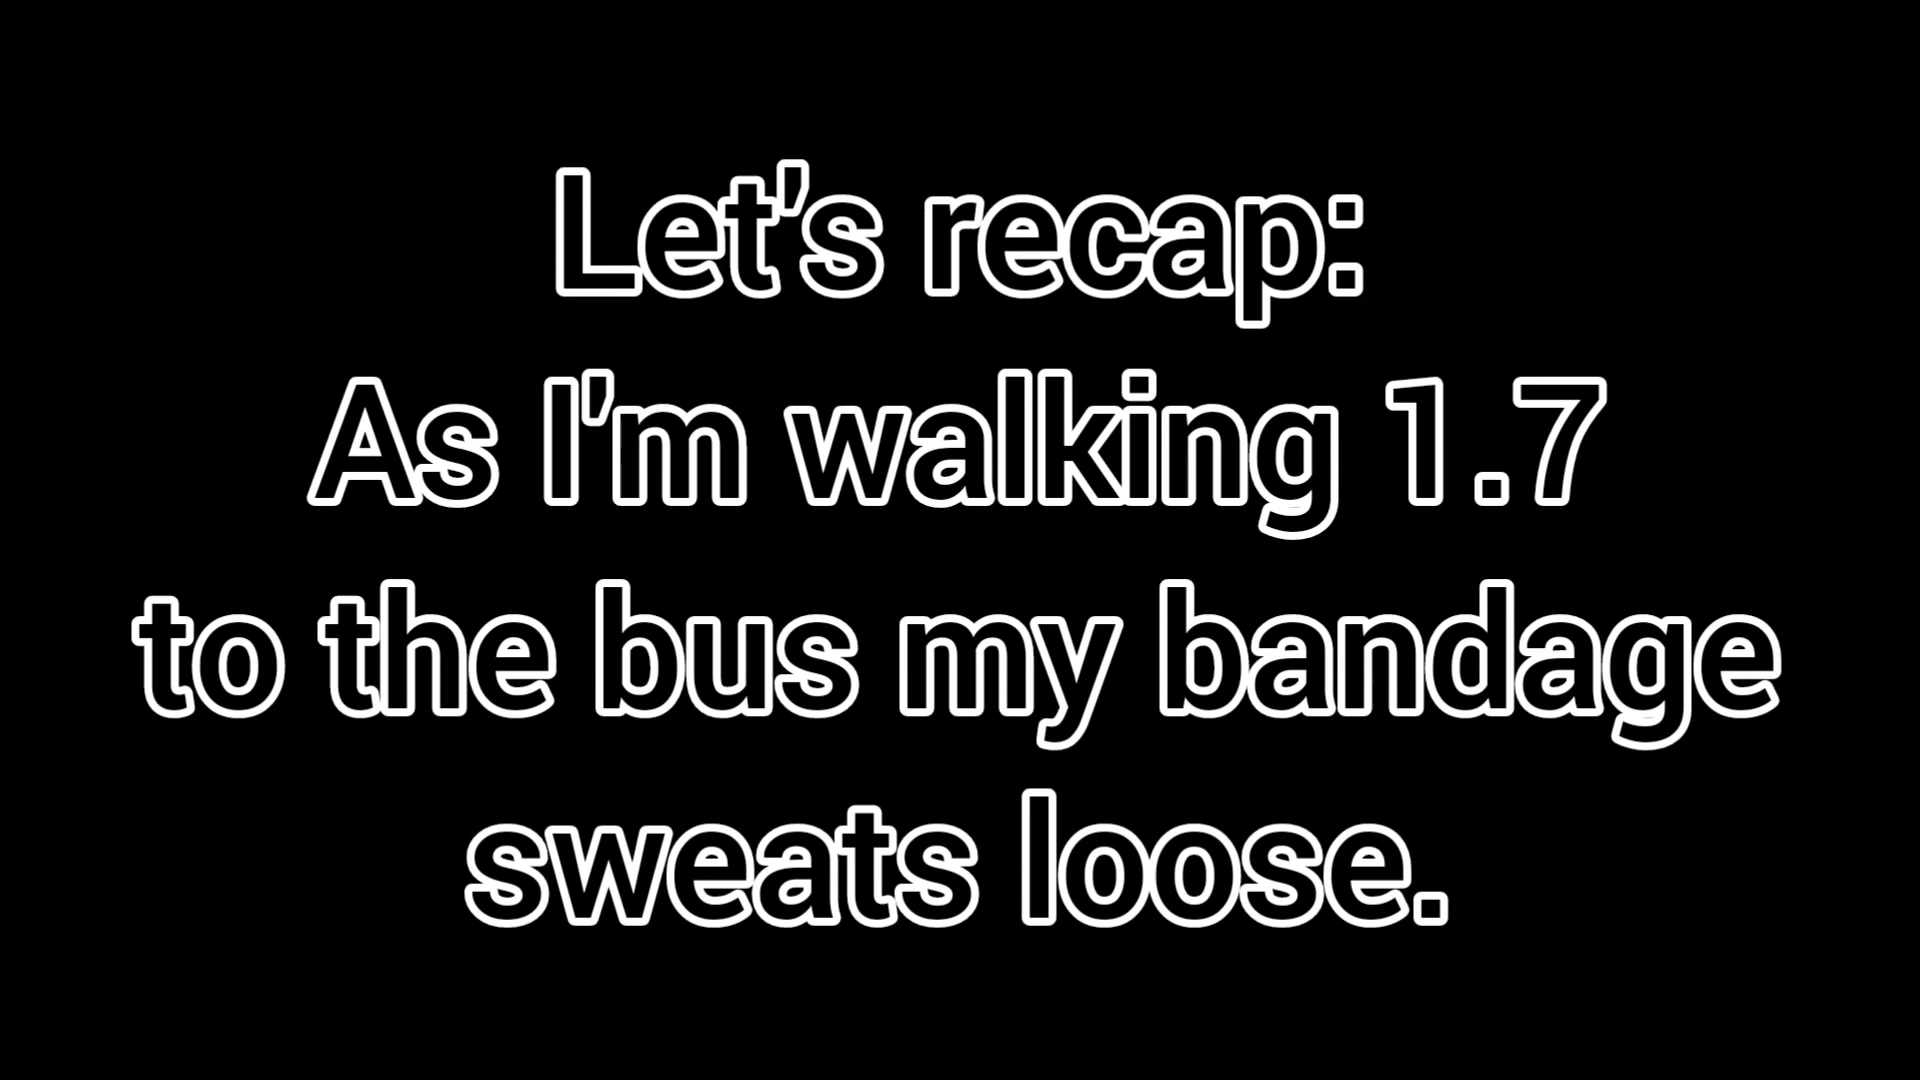 Let's recap:
As I'm walking 1.7
to the bus my bandage
sweats loose.